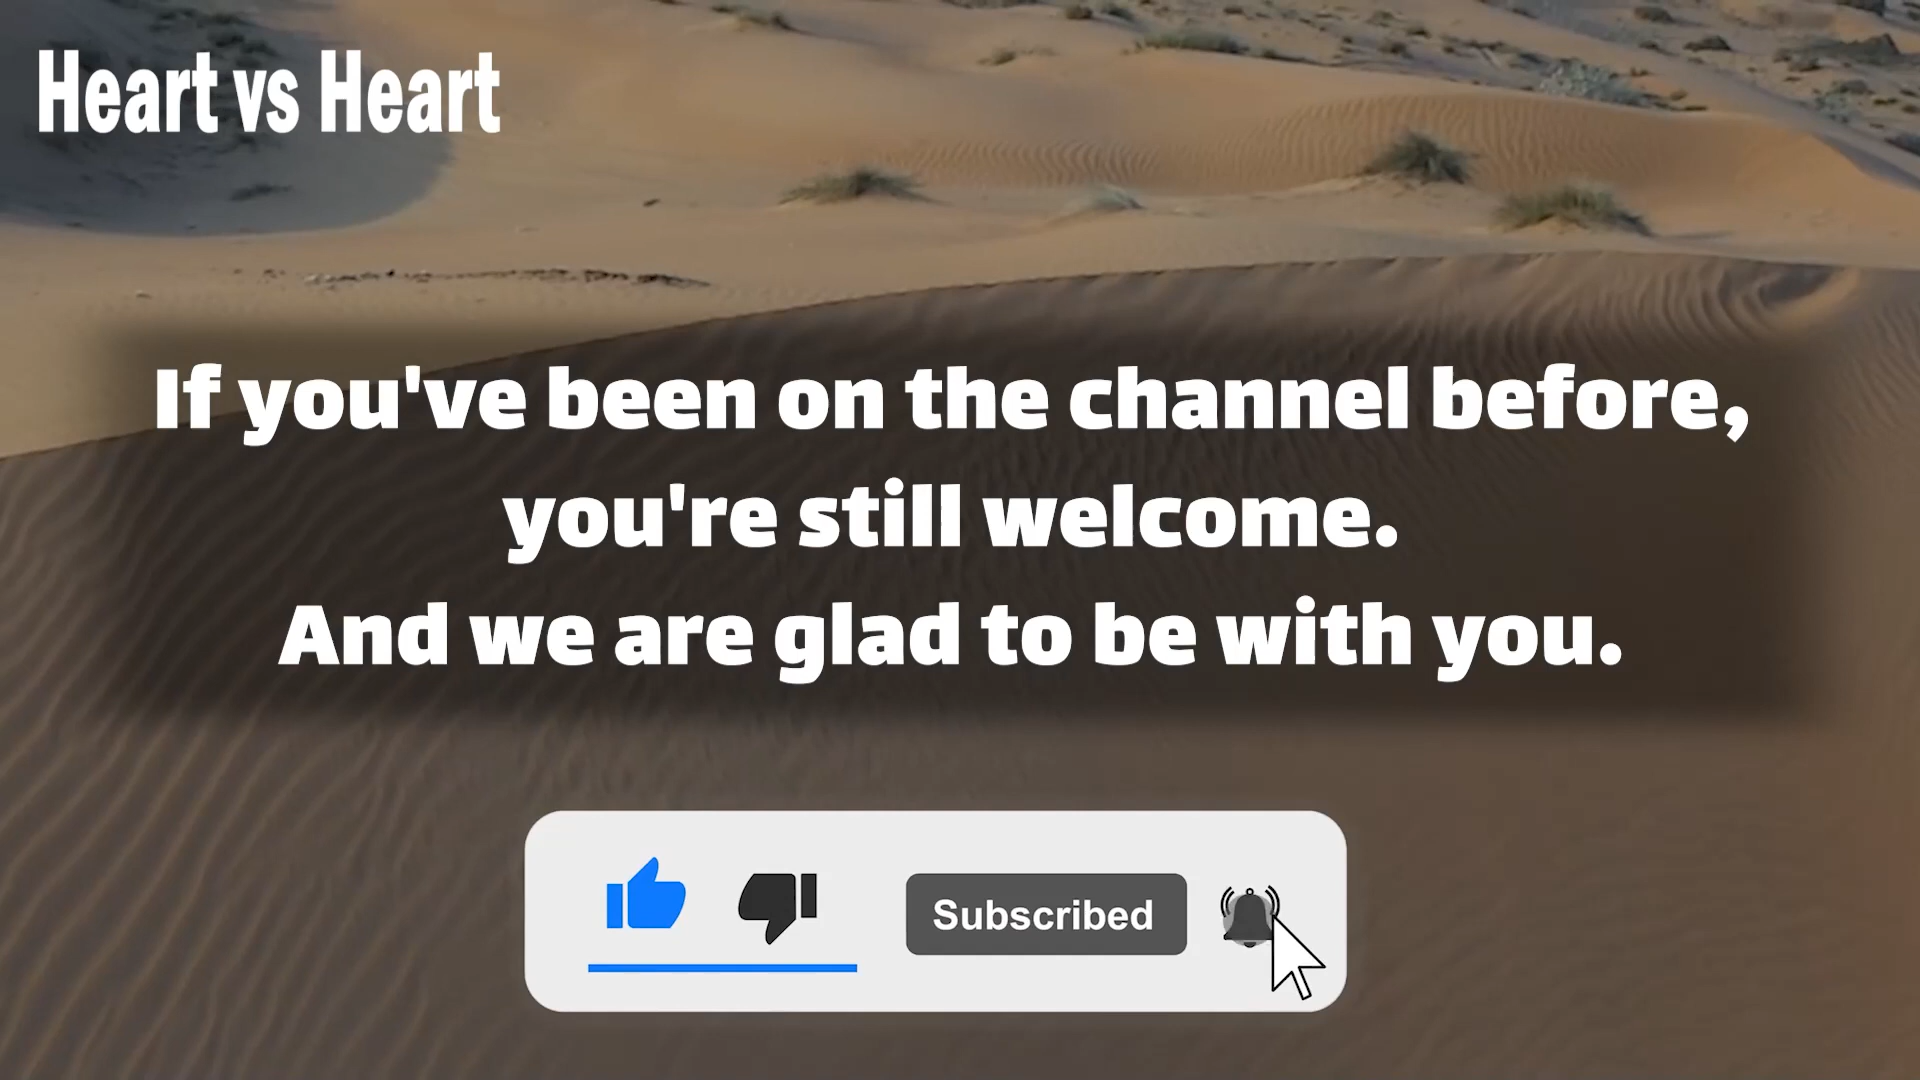 Heart vs Heart
If you've been on the channel before,
you're still welcome.
And we are glad to be with you.
Subscribed